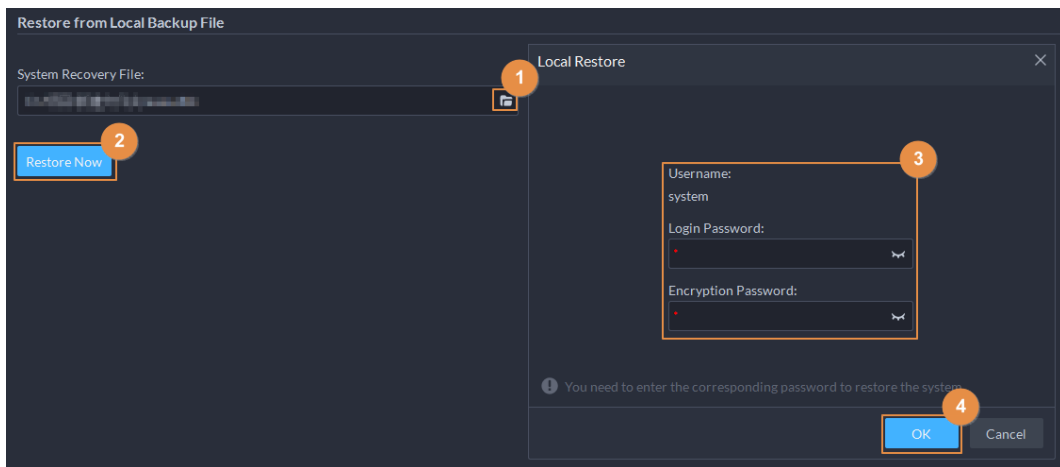 Restore from Local Backup File
Local Restore
System Recovery File:
1
2
Restore Now
3
Username:
system
Login Password:
*
Encryption Password:
*
You need to enter the corresponding password to restore the system
4
OK
Cancel